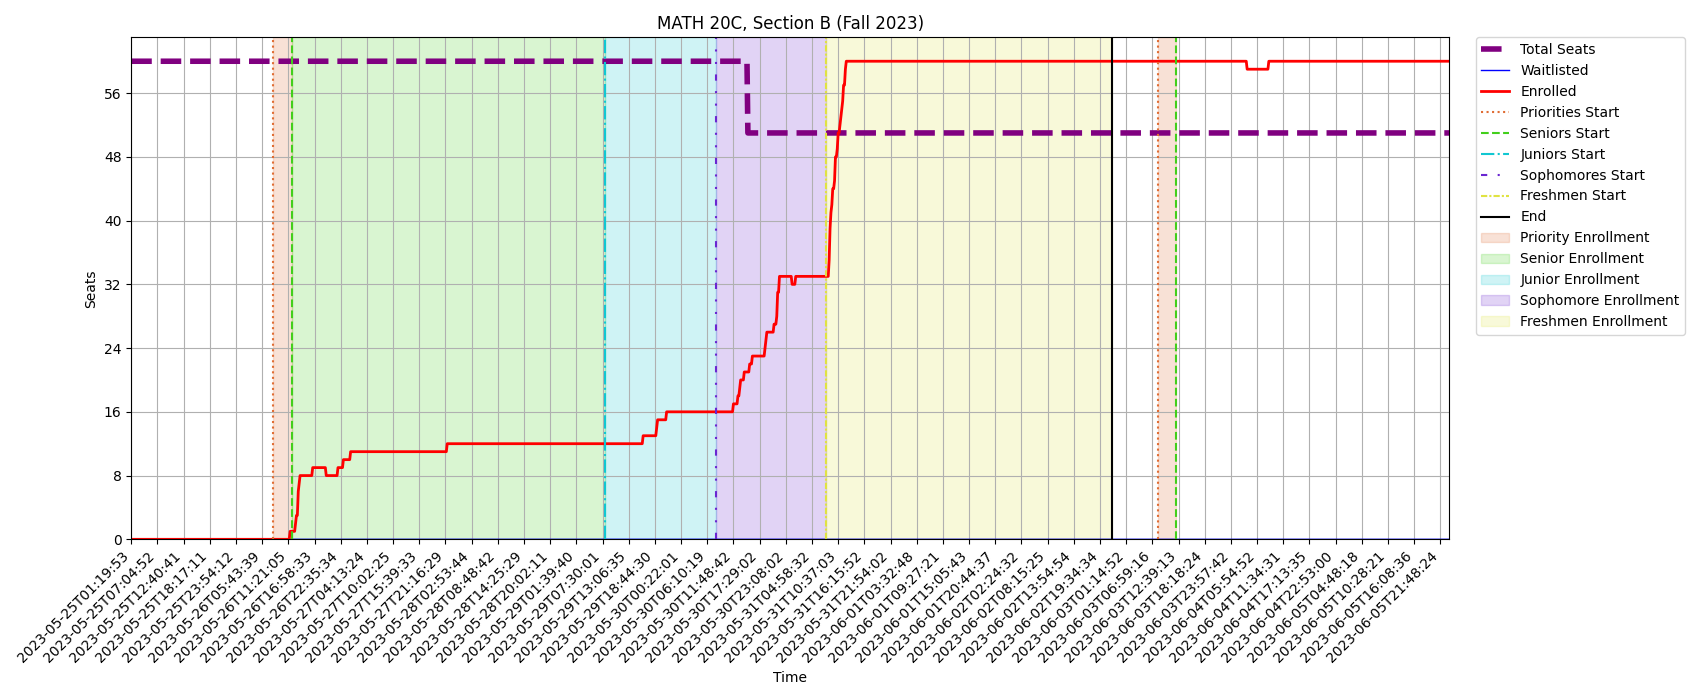 MATH 20C, Section B (Fall 2023)
Seats
56
48
40
32
24
16
8
0
2023-05-25T01:19:53
2023-05-25T07:04:52
2023-05-25T12:40:41
2023-05-25T18:17:11
2023-05-25T23:54:12
2023-05-26T05:43:39
2023-05-26T11:21:05
2023-05-26T16:58:33
2023-05-26T22:35:34
2023-05-27T04:13:24
2023-05-27T10:02:25
2023-05-27T15:39:33
2023-05-27T21:16:29
2023-05-28T02:53:44
2023-05-28T08:48:42
2023-05-28T14:25:29
2023-05-28T20:02:11
2023-05-29T01:39:40
2023-05-29T07:30:01
2023-05-29T13:06:35
2023-05-29T18:44:30
2023-05-30T00:22:01
2023-05-30T06:10:19
2023-05-30T11:48:42
2023-05-30T17:29:02
2023-05-30T23:08:02
2023-05-31T04:58:32
2023-05-31T10:37:03
2023-05-31T16:15:52
2023-05-31T21:54:02
2023-06-01T03:32:48
2023-06-01T09:27:21
2023-06-01T15:05:43
2023-06-01T20:44:37
2023-06-02T02:24:32
2023-06-02T08:15:25
2023-06-02T13:54:54
2023-06-02T19:34:34
2023-06-03T01:14:52
2023-06-03T06:59:16
2023-06-03T12:39:13
2023-06-03T18:18:24
2023-06-03T23:57:42
2023-06-04T05:54:52
2023-06-04T11:34:31
2023-06-04T17:13:35
2023-06-04T22:53:00
2023-06-05T04:48:18
2023-06-05T10:28:21
2023-06-05T16:08:36
2023-06-05T21:48:24
Time
Total Seats
Waitlisted
Enrolled
Priorities Start
Seniors Start
Juniors Start
Sophomores Start
Freshmen Start
End
Priority Enrollment
Senior Enrollment
Junior Enrollment
Sophomore Enrollment
Freshmen Enrollment